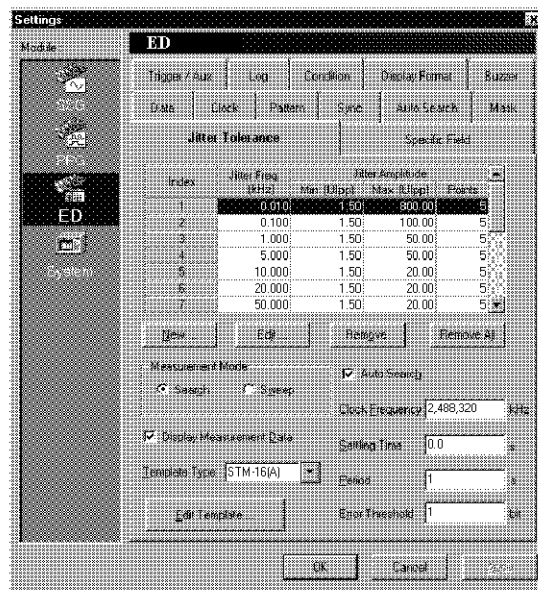 Settings
Module
ED
Trigger / Aux
Log
Condition
Display Format
Buzzer
Data
Clock
Pattern
Sync
Auto Search
Mask
Jitter Tolerance
Specific Field
PPG
ED
System
Index
Jitter Freq. [kHz]
Jitter Amplitude
Min [UIpp]
Max [UIpp]
Points
1 0.010 1.50 800.00 5
2 0.100 1.50 100.00 5
3 1.000 1.50 50.00 5
4 5.000 1.50 50.00 5
5 10.000 1.50 20.00 5
6 20.000 1.50 20.00 5
7 50.000 1.50 20.00 5
New
Edit
Remove
Remove All
Measurement Mode
Search
Sweep
Auto Search
Clock Frequency 2,488,320 kHz
Display Measurement Data
Settling Time 0.0 s
Template Type STM-16(A)
Period 1 s
Edit Template...
Error Threshold 1 bit
OK
Cancel